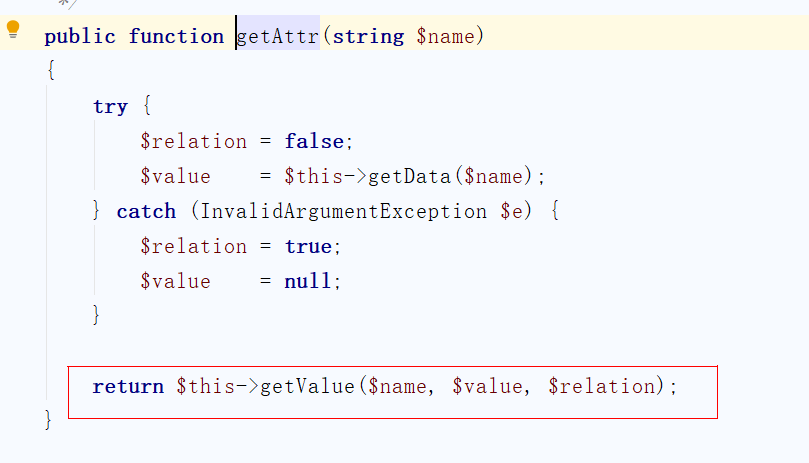 */
public function getAttr(string $name)
{
try {
$relation = false;
$value = $this->getData($name);
} catch (InvalidArgumentException $e) {
$relation = true;
$value = null;
}
return $this->getValue($name, $value, $relation);
}